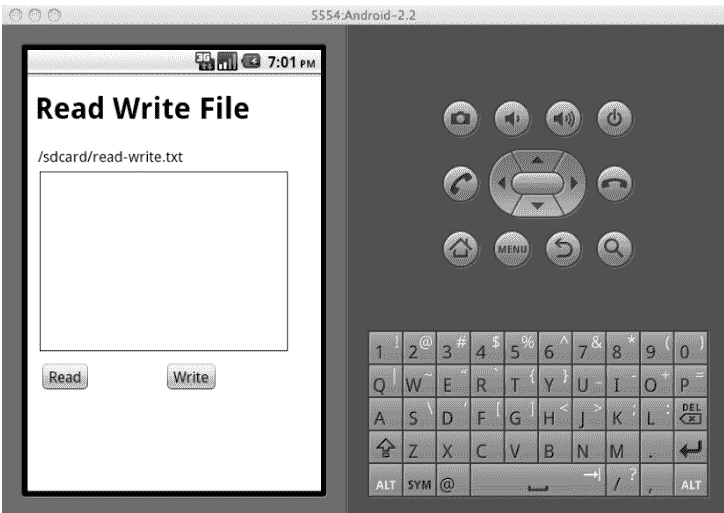 5554:Android-2.2
3G 7:01 PM
Read Write File
/sdcard/read-write.txt
Read Write
MENU
1 ! 2 @ 3 # 4 $ 5 % 6 ^ 7 & 8 * 9 ( 0 )
Q | W ~ E " R ` T { Y } U _ I - O + P =
A S \ D ' F [ G ] H < J > K ; L : DEL
Z X C V B N M .
ALT SYM @ / ? , ALT